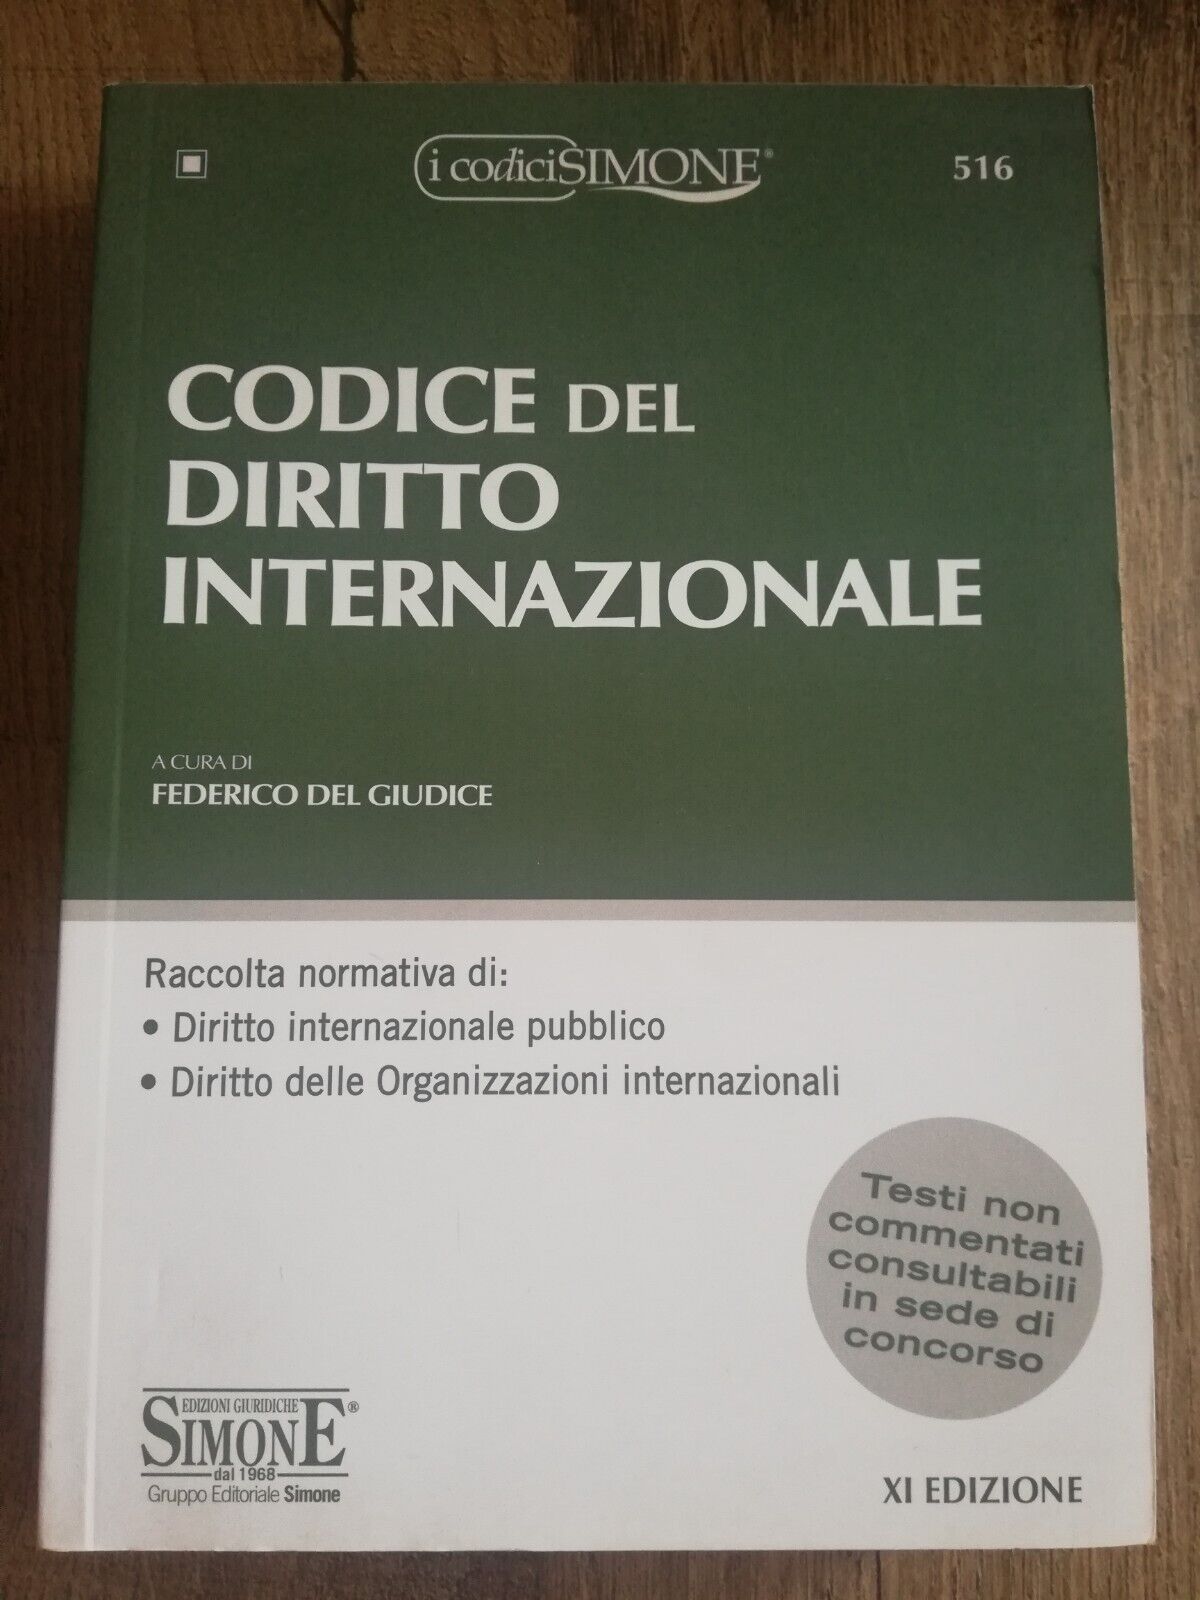 i codiciSIMONE®
516
CODICE DEL
DIRITTO
INTERNAZIONALE
A CURA DI
FEDERICO DEL GIUDICE
Raccolta normativa di:
• Diritto internazionale pubblico
• Diritto delle Organizzazioni internazionali
Testi non
commentati
consultabili
in sede di
concorso
EDIZIONI GIURIDICHE
SIMONE®
dal 1968
Gruppo Editoriale Simone
XI EDIZIONE